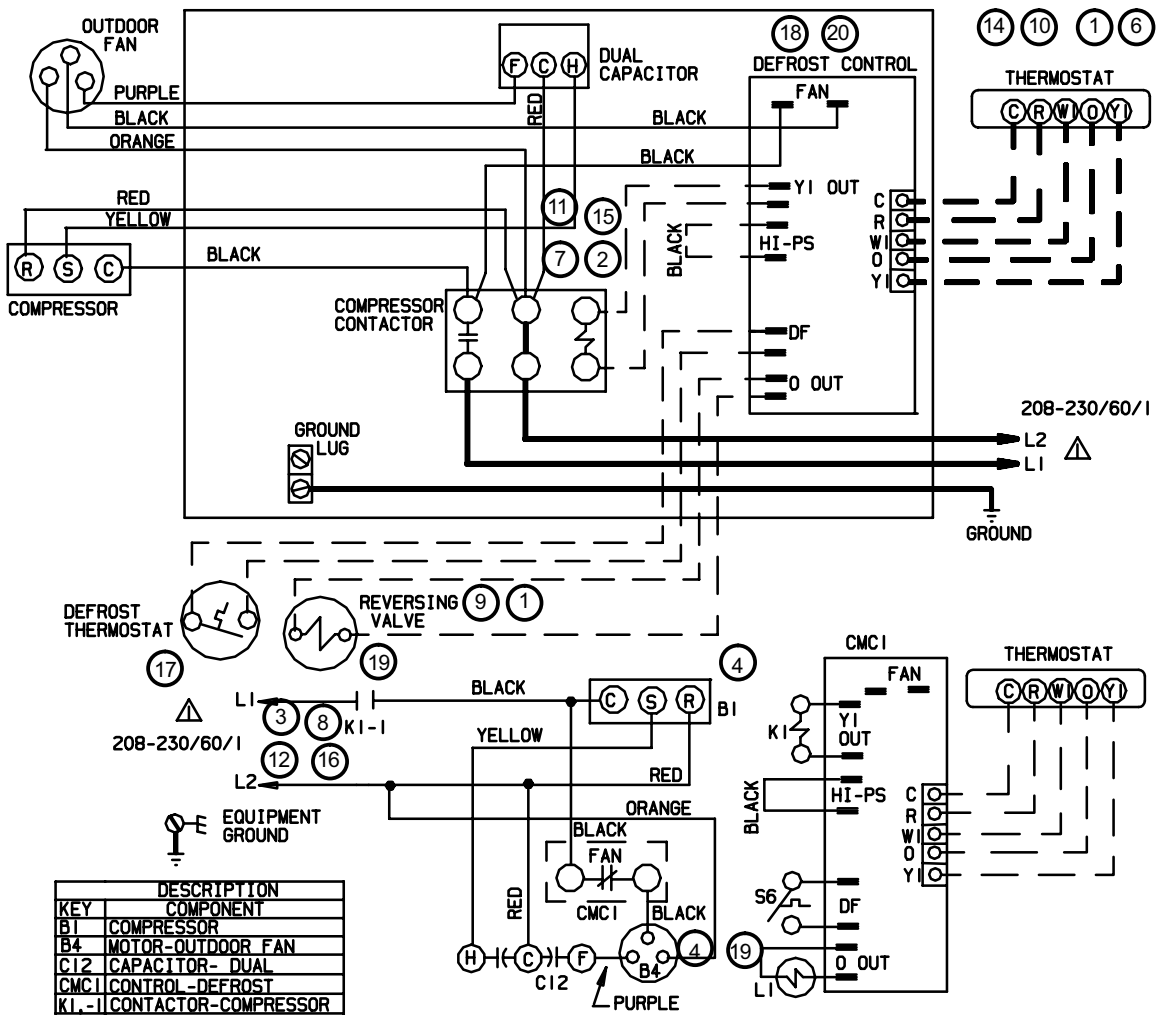 OUTDOOR
FAN
F C H
DUAL
CAPACITOR
18 20
14 10 1 6
DEFROST CONTROL
THERMOSTAT
C R W1 O Y1
FAN
PURPLE
RED
BLACK
BLACK
ORANGE
BLACK
RED
YELLOW
11 15
Y1 OUT
C
R
W1
O
Y1
BLACK
HI-PS
BLACK
7 2
R S C
COMPRESSOR
COMPRESSOR
CONTACTOR
DF
O OUT
208-230/60/1
L2
L1
1
GROUND
LUG
GROUND
DEFROST
THERMOSTAT
REVERSING
VALVE
9 1
17
19
4
CMC1
THERMOSTAT
C R W1 O Y1
FAN
L1
3 8
K1-1
BLACK
C S R
B1
1
208-230/60/1
12 16
L2
YELLOW
RED
ORANGE
K1
Y1
OUT
BLACK
HI-PS
C
R
W1
O
Y1
EQUIPMENT
GROUND
BLACK
FAN
CMC1
RED
BLACK
S6
DF
H C F
C12
B4
4
19
O OUT
L1
PURPLE
DESCRIPTION
KEY COMPONENT
B1 COMPRESSOR
B4 MOTOR-OUTDOOR FAN
C12 CAPACITOR- DUAL
CMC1 CONTROL-DEFROST
K1,-1 CONTACTOR-COMPRESSOR